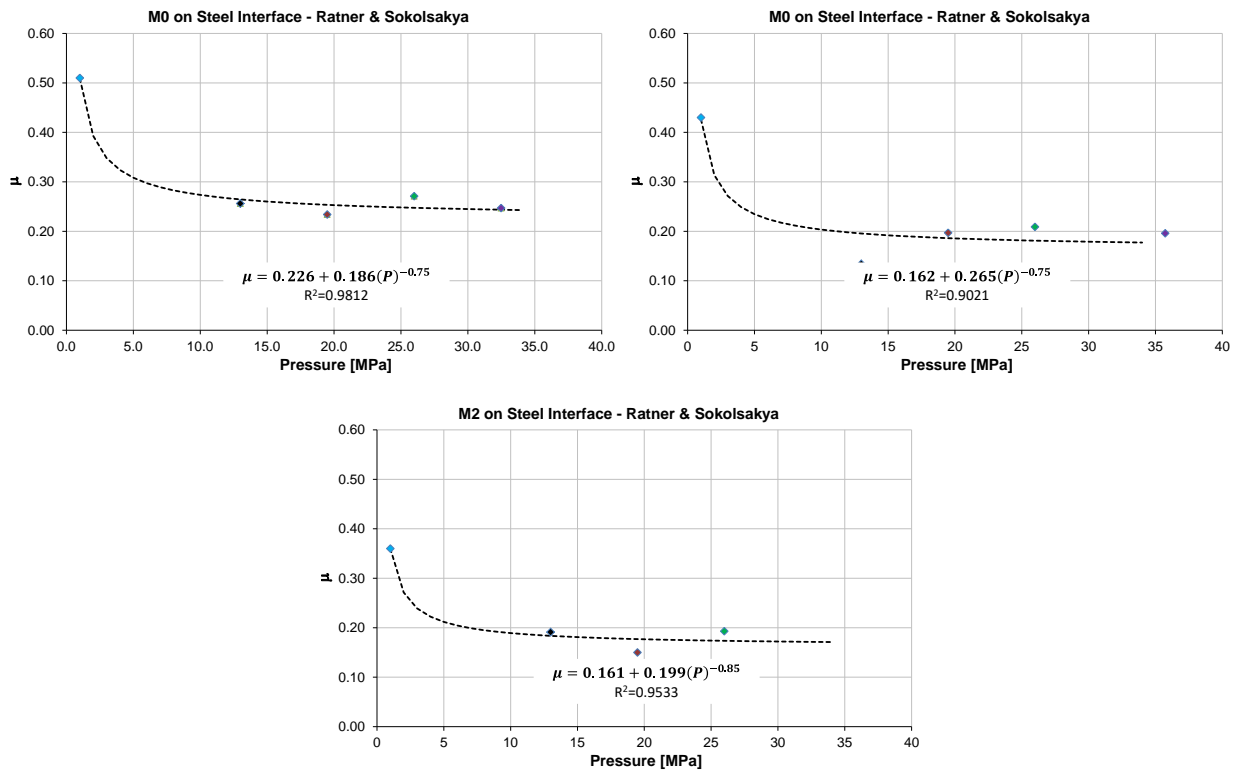 M0 on Steel Interface - Ratner & Sokolsakya
0.60
0.50
0.40
0.30
0.20
0.10
0.00
μ
μ = 0.226 + 0.186(P)^−0.75
R²=0.9812
0.0 5.0 10.0 15.0 20.0 25.0 30.0 35.0 40.0
Pressure [MPa]
M0 on Steel Interface - Ratner & Sokolsakya
0.60
0.50
0.40
0.30
0.20
0.10
0.00
μ
μ = 0.162 + 0.265(P)^−0.75
R²=0.9021
0 5 10 15 20 25 30 35 40
Pressure [MPa]
M2 on Steel Interface - Ratner & Sokolsakya
0.60
0.50
0.40
0.30
0.20
0.10
0.00
μ
μ = 0.161 + 0.199(P)^−0.85
R²=0.9533
0 5 10 15 20 25 30 35 40
Pressure [MPa]